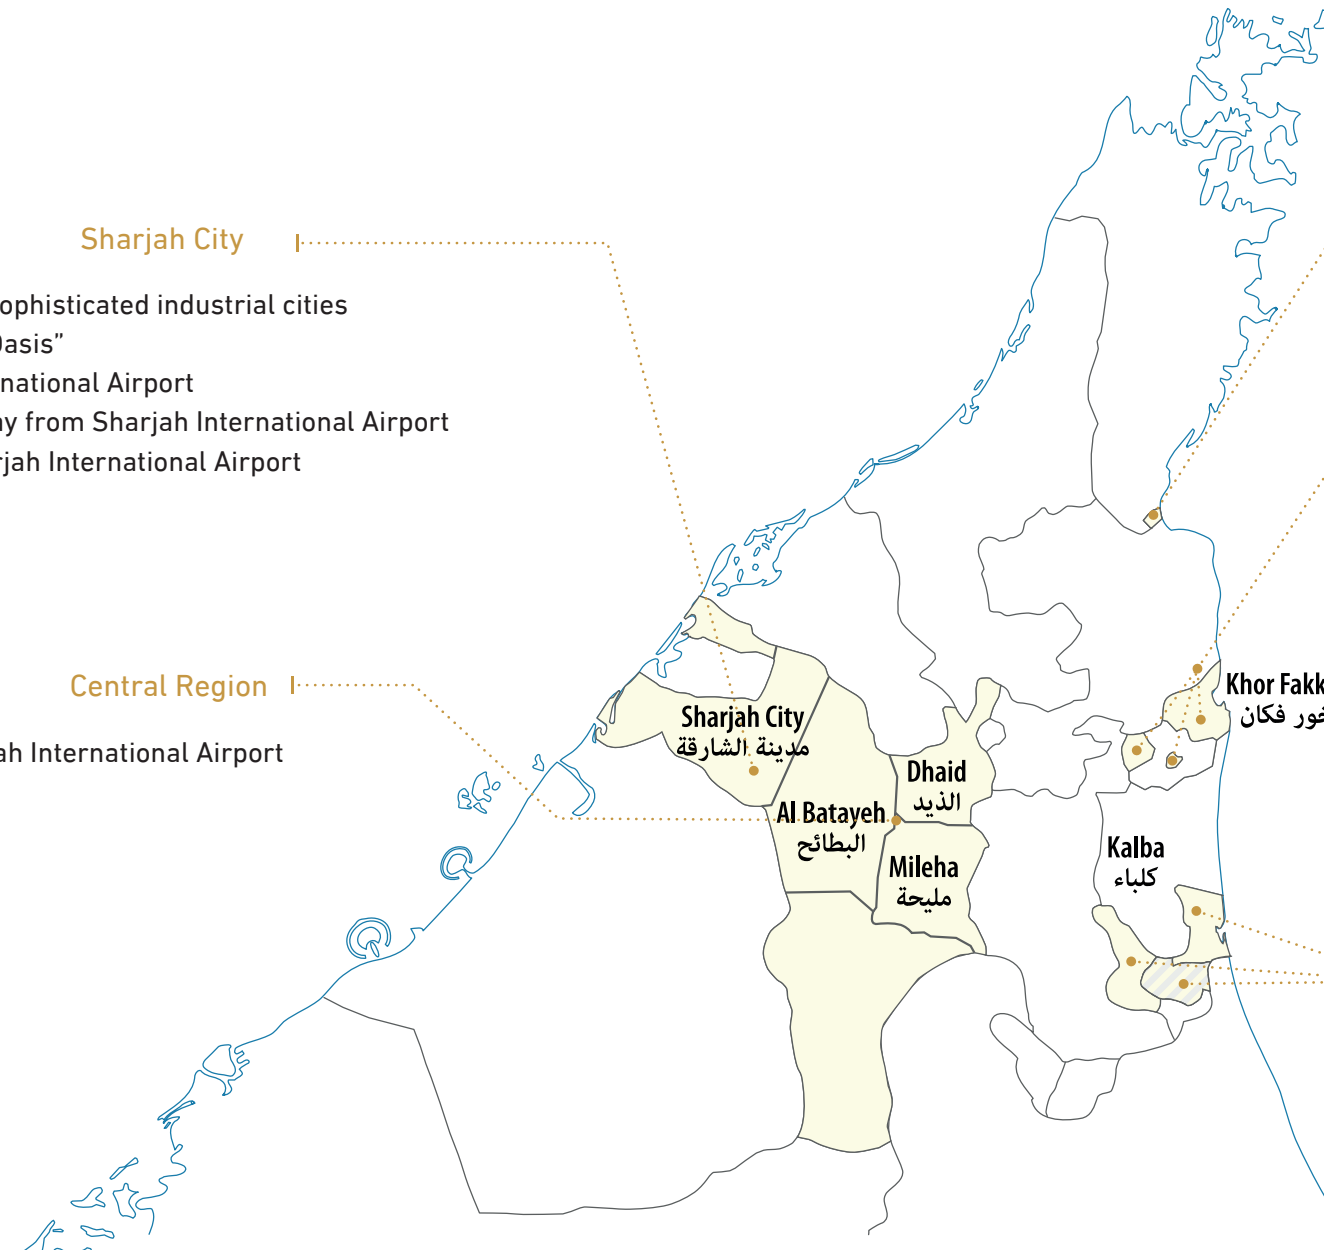 Sharjah City
ophisticated industrial cities
Oasis”
national Airport
ay from Sharjah International Airport
rjah International Airport
Central Region
ah International Airport
Sharjah City
مدينة الشارقة
Al Batayeh
البطائح
Dhaid
الذيد
Mileha
مليحة
Khor Fakk
خور فكان
Kalba
كلباء